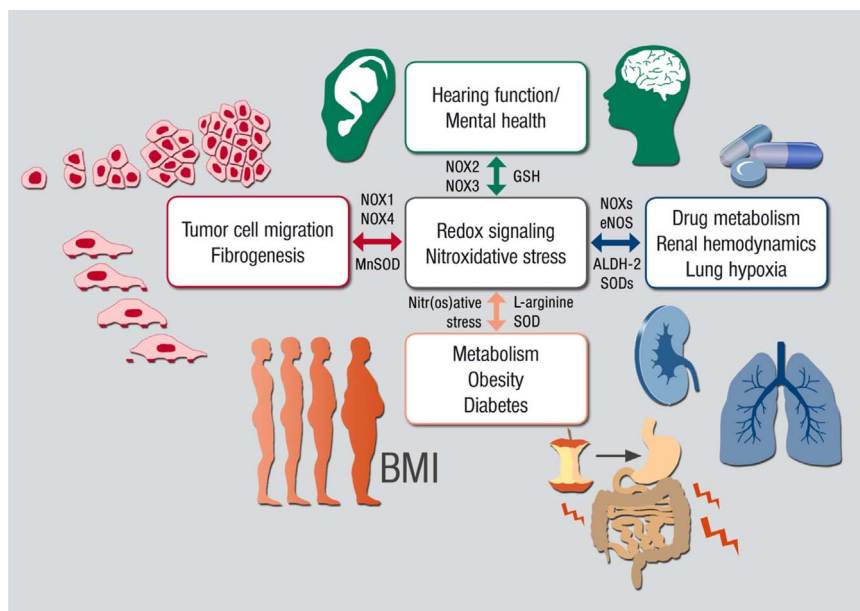 Hearing function/
Mental health
NOX2
NOX3
GSH
NOX1
NOX4
MnSOD
NOXs
eNOS
ALDH-2
SODs
Tumor cell migration
Fibrogenesis
Redox signaling
Nitroxidative stress
Drug metabolism
Renal hemodynamics
Lung hypoxia
Nitr(os)ative
stress
L-arginine
SOD
Metabolism
Obesity
Diabetes
BMI